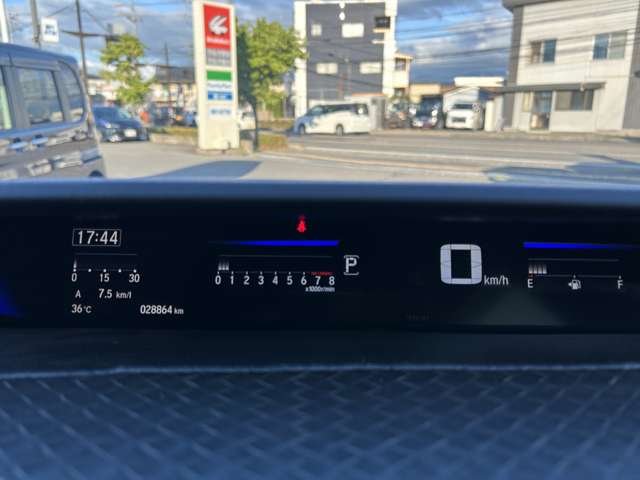 FamilyMart
17:44
0 15 30
A 7.5 km/l
36℃ 028864 km
0 1 2 3 4 5 6 7 8
x1000r/min
P
0 km/h
E F